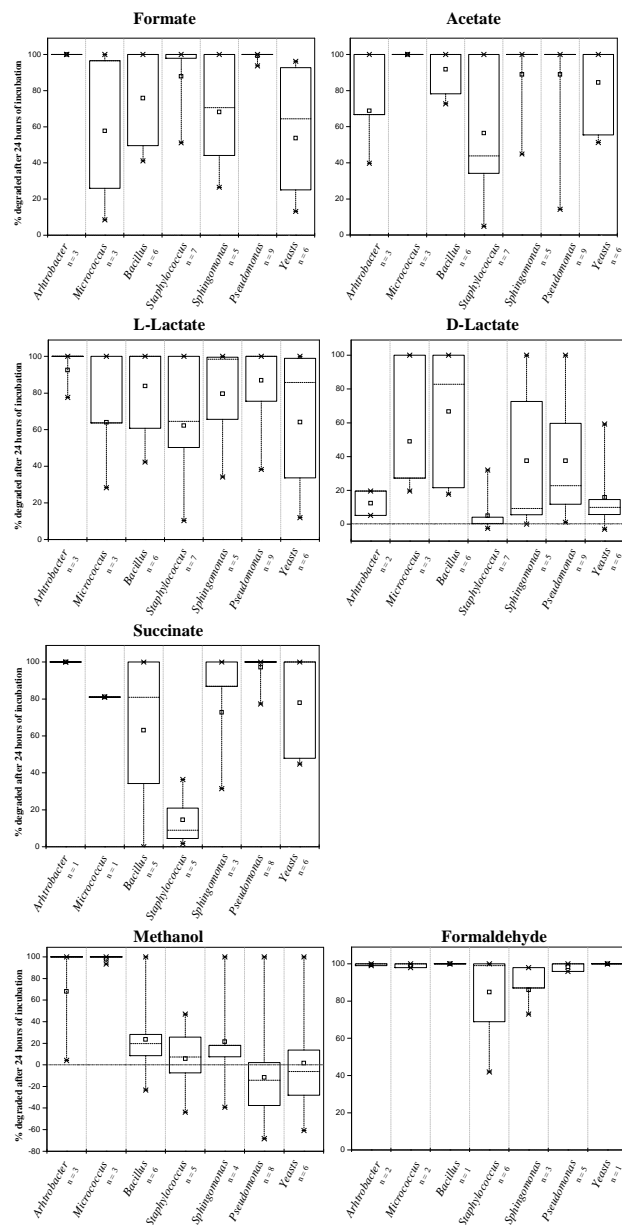 Formate
% degraded after 24 hours of incubation
100
80
60
40
20
0
Arhtrobacter
n = 3
Micrococcus
n = 3
Bacillus
n = 6
Staphylococcus
n = 7
Sphingomonas
n = 5
Pseudomonas
n = 9
Yeasts
n = 6
Acetate
100
80
60
40
20
0
Arhtrobacter
n = 3
Micrococcus
n = 3
Bacillus
n = 6
Staphylococcus
n = 7
Sphingomonas
n = 5
Pseudomonas
n = 9
Yeasts
n = 6
L-Lactate
% degraded after 24 hours of incubation
100
80
60
40
20
0
Arhtrobacter
n = 3
Micrococcus
n = 3
Bacillus
n = 6
Staphylococcus
n = 7
Sphingomonas
n = 5
Pseudomonas
n = 9
Yeasts
n = 6
D-Lactate
100
80
60
40
20
0
Arhtrobacter
n = 2
Micrococcus
n = 3
Bacillus
n = 6
Staphylococcus
n = 7
Sphingomonas
n = 5
Pseudomonas
n = 9
Yeasts
n = 6
Succinate
% degraded after 24 hours of incubation
100
80
60
40
20
0
Arhtrobacter
n = 1
Micrococcus
n = 1
Bacillus
n = 5
Staphylococcus
n = 5
Sphingomonas
n = 3
Pseudomonas
n = 8
Yeasts
n = 6
Methanol
% degraded after 24 hours of incubation
100
80
60
40
20
0
-20
-40
-60
-80
Arhtrobacter
n = 3
Micrococcus
n = 3
Bacillus
n = 6
Staphylococcus
n = 5
Sphingomonas
n = 4
Pseudomonas
n = 8
Yeasts
n = 6
Formaldehyde
100
80
60
40
20
0
Arhtrobacter
n = 2
Micrococcus
n = 2
Bacillus
n = 1
Staphylococcus
n = 6
Sphingomonas
n = 3
Pseudomonas
n = 5
Yeasts
n = 1